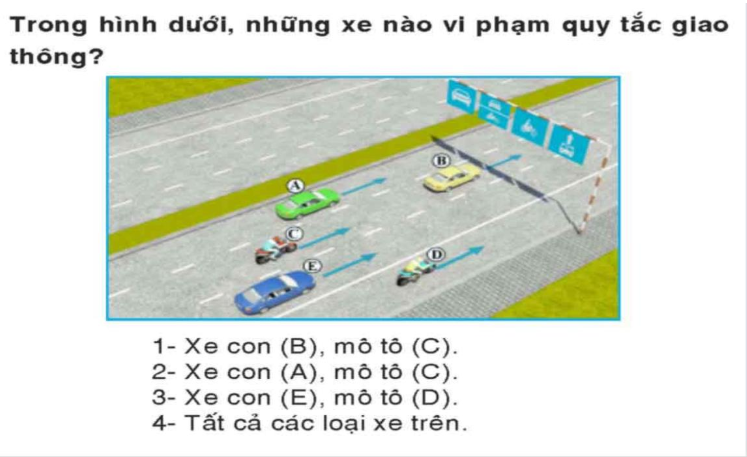 Trong hình dưới, những xe nào vi phạm quy tắc giao
thông?
A
B
C
E
D
1- Xe con (B), mô tô (C).
2- Xe con (A), mô tô (C).
3- Xe con (E), mô tô (D).
4- Tất cả các loại xe trên.